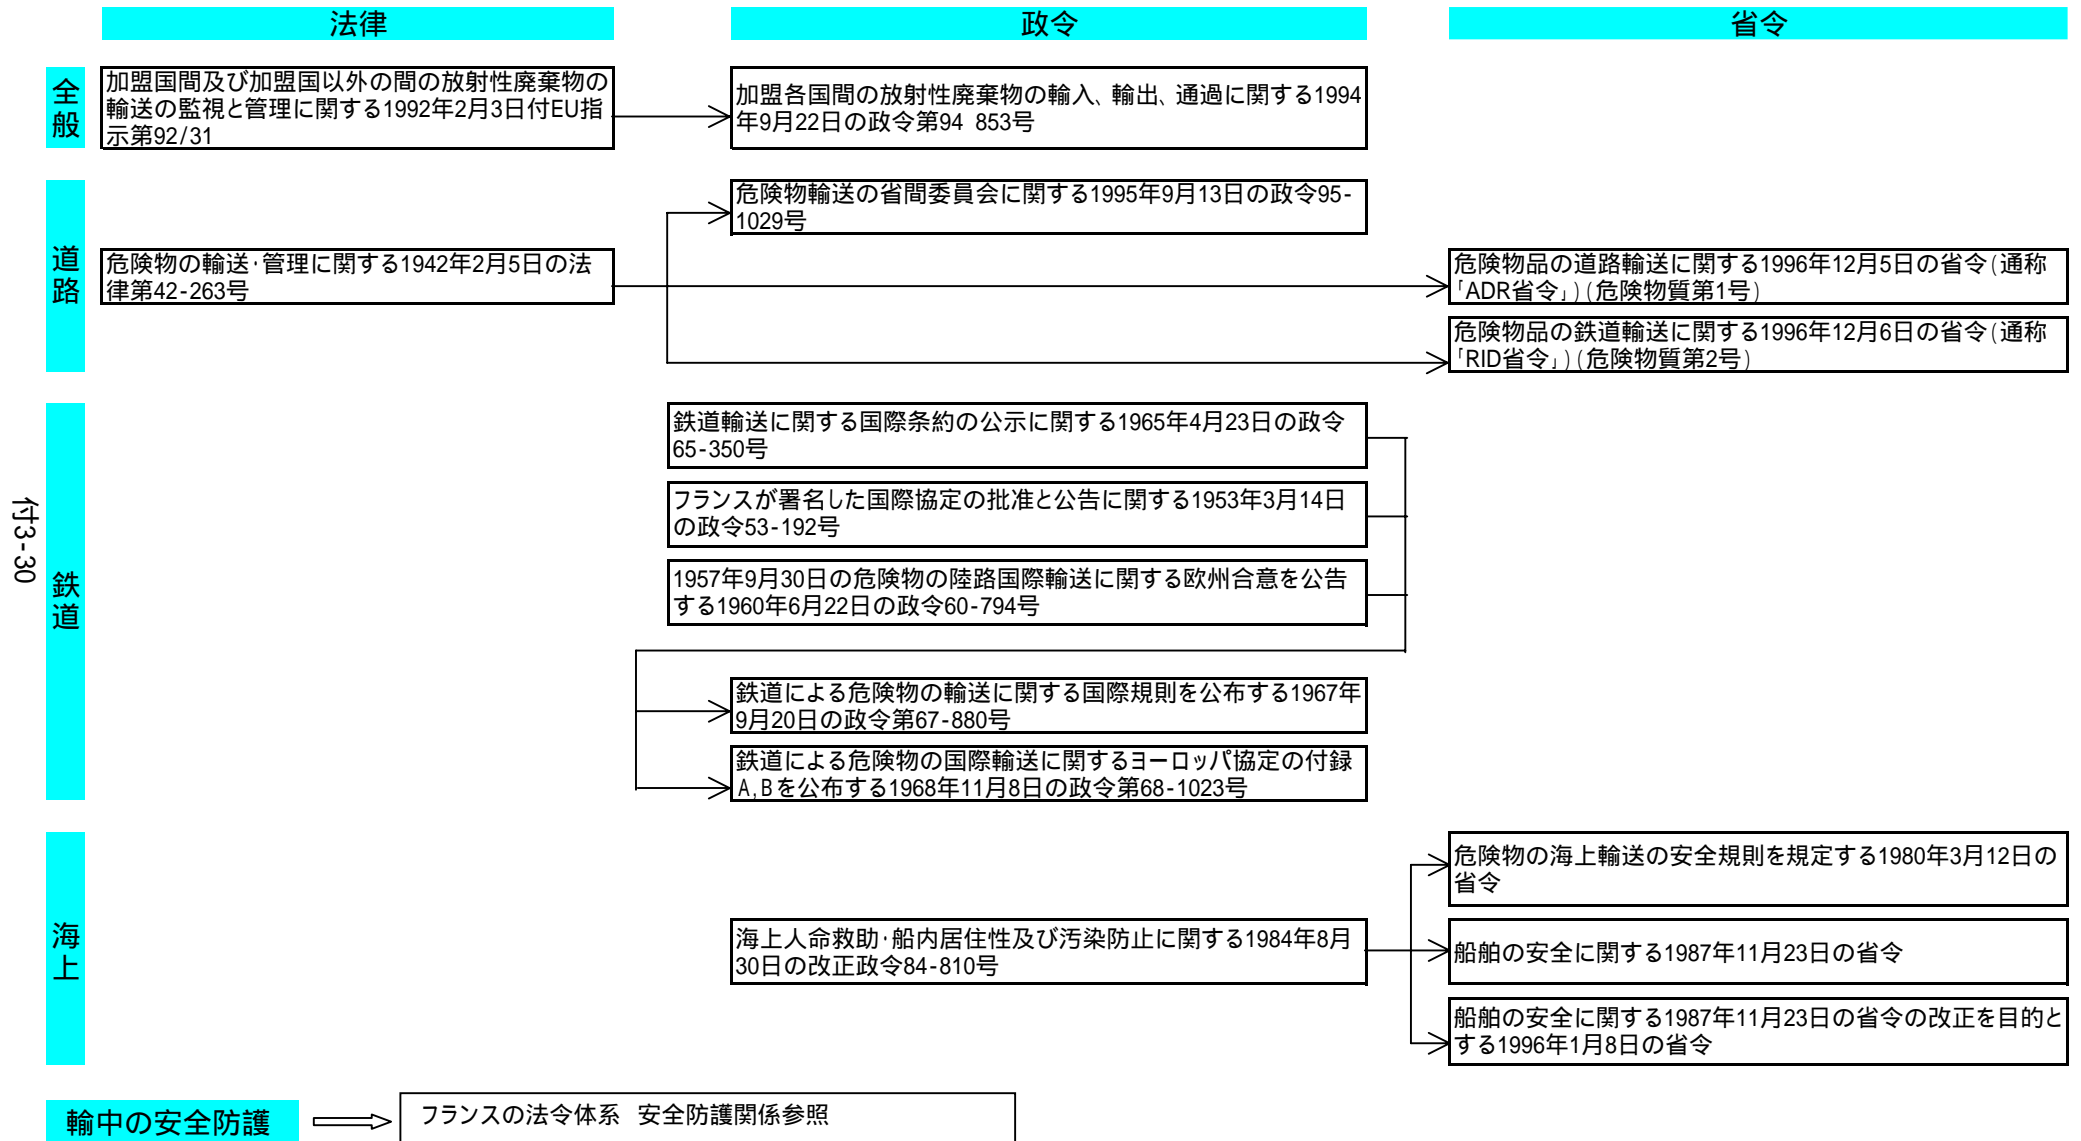 法律
政令
省令
全般
加盟国間及び加盟国以外の間の放射性廃棄物の
輸送の監視と管理に関する1992年2月3日付EU指
示第92/31
加盟各国間の放射性廃棄物の輸入、輸出、通過に関する1994
年9月22日の政令第94 853号
道路
危険物の輸送・管理に関する1942年2月5日の法
律第42-263号
危険物輸送の省間委員会に関する1995年9月13日の政令95-
1029号
危険物品の道路輸送に関する1996年12月5日の省令(通称
「ADR省令」)(危険物質第1号)
危険物品の鉄道輸送に関する1996年12月6日の省令(通称
「RID省令」)(危険物質第2号)
付3-30
鉄道
鉄道輸送に関する国際条約の公示に関する1965年4月23日の政令
65-350号
フランスが署名した国際協定の批准と公告に関する1953年3月14日
の政令53-192号
1957年9月30日の危険物の陸路国際輸送に関する欧州合意を公告
する1960年6月22日の政令60-794号
鉄道による危険物の輸送に関する国際規則を公布する1967年
9月20日の政令第67-880号
鉄道による危険物の国際輸送に関するヨーロッパ協定の付録
A,Bを公布する1968年11月8日の政令第68-1023号
海上
海上人命救助・船内居住性及び汚染防止に関する1984年8月
30日の改正政令84-810号
危険物の海上輸送の安全規則を規定する1980年3月12日の
省令
船舶の安全に関する1987年11月23日の省令
船舶の安全に関する1987年11月23日の省令の改正を目的と
する1996年1月8日の省令
輸中の安全防護
フランスの法令体系 安全防護関係参照